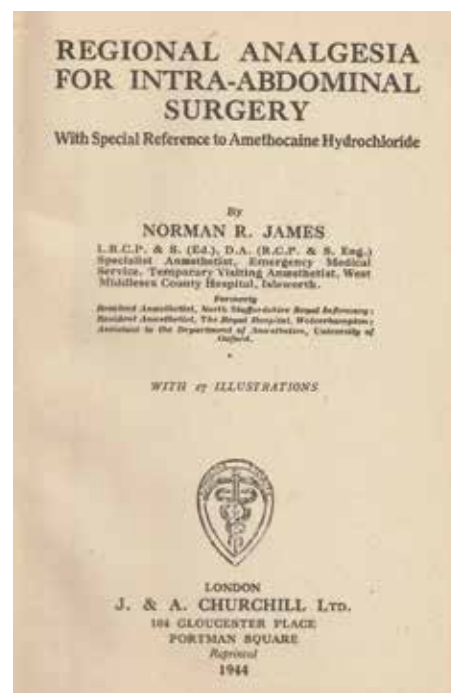 REGIONAL ANALGESIA
FOR INTRA-ABDOMINAL
SURGERY
With Special Reference to Amethocaine Hydrochloride
By
NORMAN R. JAMES
L.R.C.P. & S. (Ed.), D.A. (R.C.P. & S. Eng.)
Specialist Anæsthetist, Emergency Medical
Service. Temporary Visiting Anæsthetist, West
Middlesex County Hospital, Isleworth.
Formerly
Resident Anæsthetist, North Staffordshire Royal Infirmary;
Resident Anæsthetist, The Royal Hospital, Wolverhampton;
Assistant in the Department of Anæsthetics, University of
Oxford.
WITH 27 ILLUSTRATIONS
LONDON
J. & A. CHURCHILL LTD.
104 GLOUCESTER PLACE
PORTMAN SQUARE
Reprinted
1944